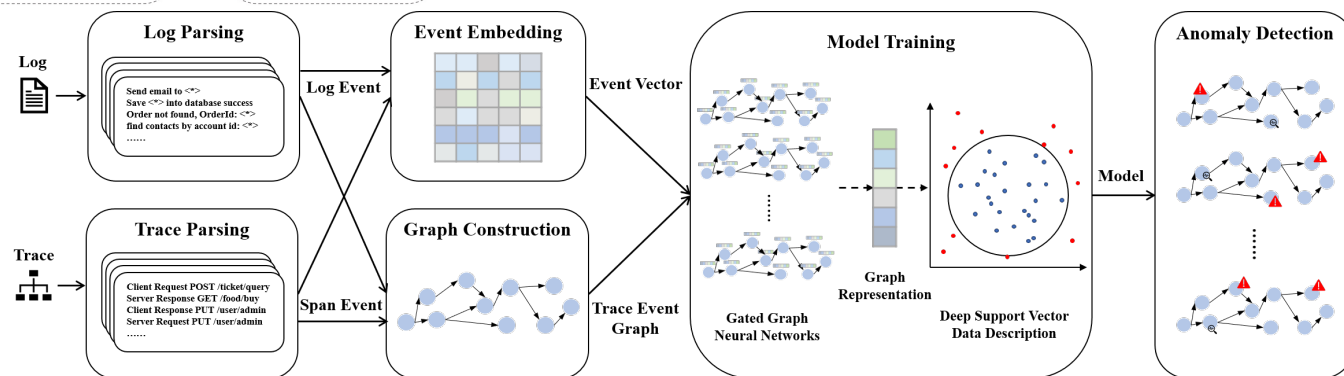 Log
Log Parsing
Send email to <*>
Save <*> into database success
Order not found, OrderId: <*>
find contacts by account id: <*>
......
Trace
Trace Parsing
Client Request POST /ticket/query
Server Response GET /food/buy
Client Response PUT /user/admin
Server Request PUT /user/admin
......
Log Event
Span Event
Event Embedding
Graph Construction
Event Vector
Trace Event
Graph
Model Training
Gated Graph
Neural Networks
Graph
Representation
Deep Support Vector
Data Description
Model
Anomaly Detection